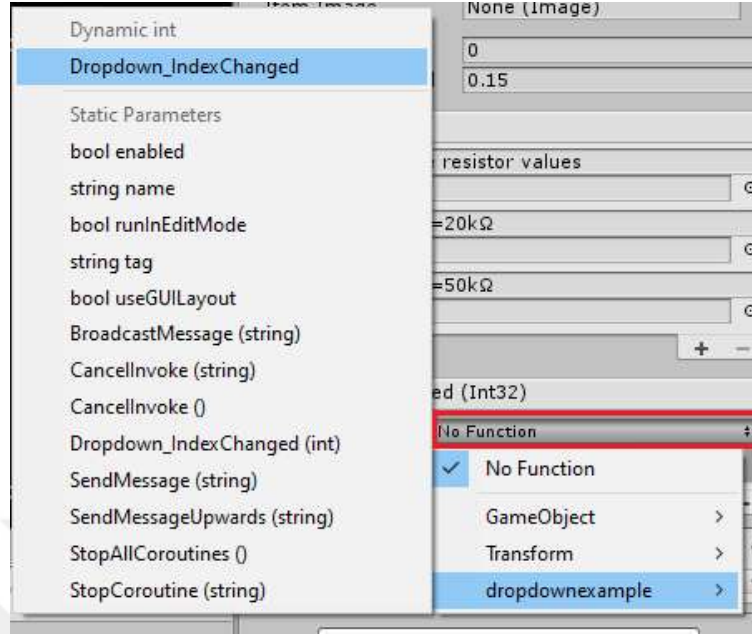 Item Image
None (Image)
0
0.15
resistor values
=20kΩ
=50kΩ
+ −
ed (Int32)
No Function
No Function
GameObject
Transform
dropdownexample
Dynamic int
Dropdown_IndexChanged
Static Parameters
bool enabled
string name
bool runInEditMode
string tag
bool useGUILayout
BroadcastMessage (string)
CancelInvoke (string)
CancelInvoke ()
Dropdown_IndexChanged (int)
SendMessage (string)
SendMessageUpwards (string)
StopAllCoroutines ()
StopCoroutine (string)